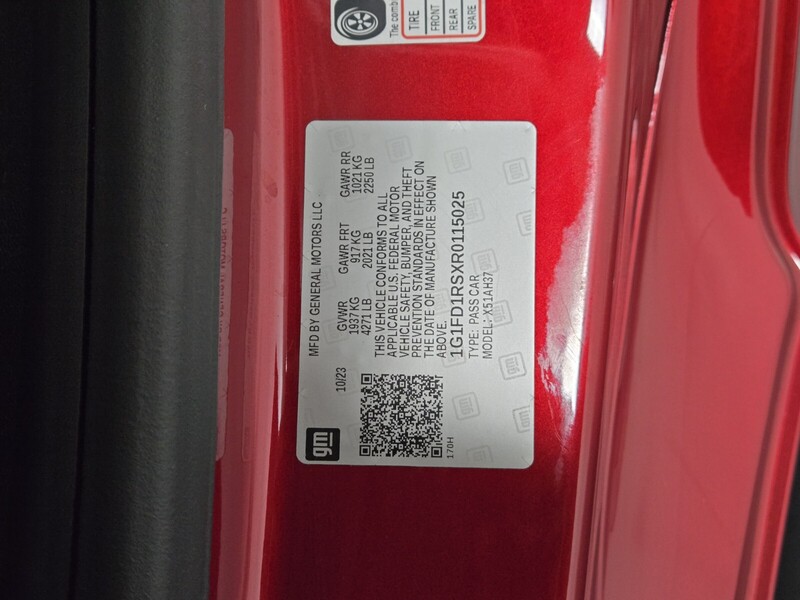 The comb
TIRE
FRONT
REAR
SPARE
MFD BY GENERAL MOTORS LLC
10/23
GVWR GAWR FRT GAWR RR
1937 KG 917 KG 1021 KG
4271 LB 2021 LB 2250 LB
THIS VEHICLE CONFORMS TO ALL
APPLICABLE U.S. FEDERAL MOTOR
VEHICLE SAFETY, BUMPER, AND THEFT
PREVENTION STANDARDS IN EFFECT ON
THE DATE OF MANUFACTURE SHOWN
ABOVE.
1G1FD1RSXR0115025
TYPE: PASS CAR
MODEL: X51AH37
170H
gm